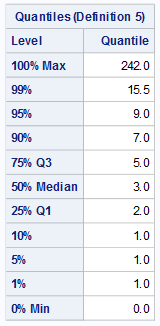 Quantiles (Definition 5)
Level Quantile
100% Max 242.0
99% 15.5
95% 9.0
90% 7.0
75% Q3 5.0
50% Median 3.0
25% Q1 2.0
10% 1.0
5% 1.0
1% 1.0
0% Min 0.0